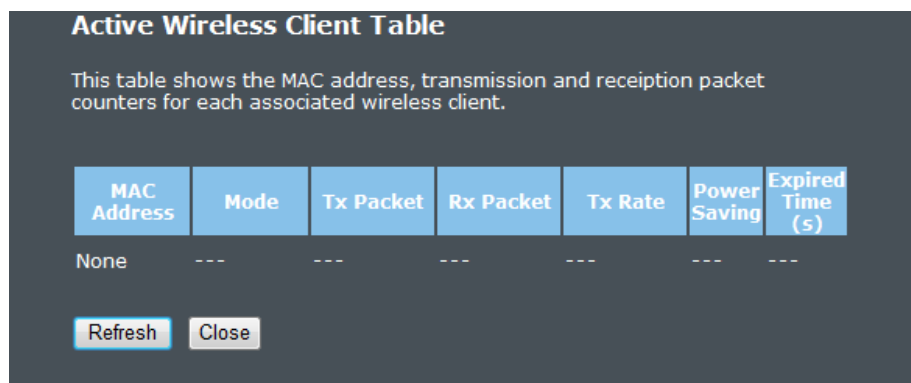 Active Wireless Client Table
This table shows the MAC address, transmission and receiption packet
counters for each associated wireless client.
MAC Address Mode Tx Packet Rx Packet Tx Rate Power Saving Expired Time (s)
None --- --- --- --- --- ---
Refresh Close